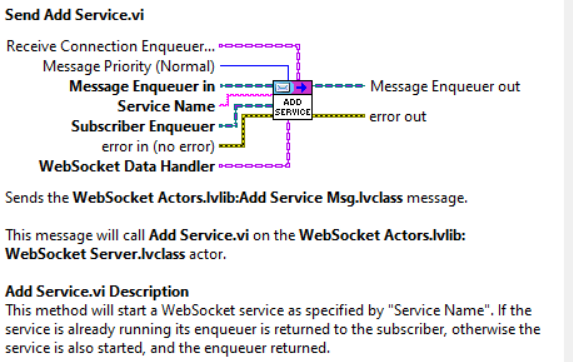 Send Add Service.vi
Receive Connection Enqueuer...
Message Priority (Normal)
Message Enqueuer in
Message Enqueuer out
Service Name
ADD
SERVICE
error out
Subscriber Enqueuer
error in (no error)
WebSocket Data Handler
Sends the WebSocket Actors.lvlib:Add Service Msg.lvclass message.
This message will call Add Service.vi on the WebSocket Actors.lvlib:
WebSocket Server.lvclass actor.
Add Service.vi Description
This method will start a WebSocket service as specified by "Service Name". If the
service is already running its enqueuer is returned to the subscriber, otherwise the
service is also started, and the enqueuer returned.